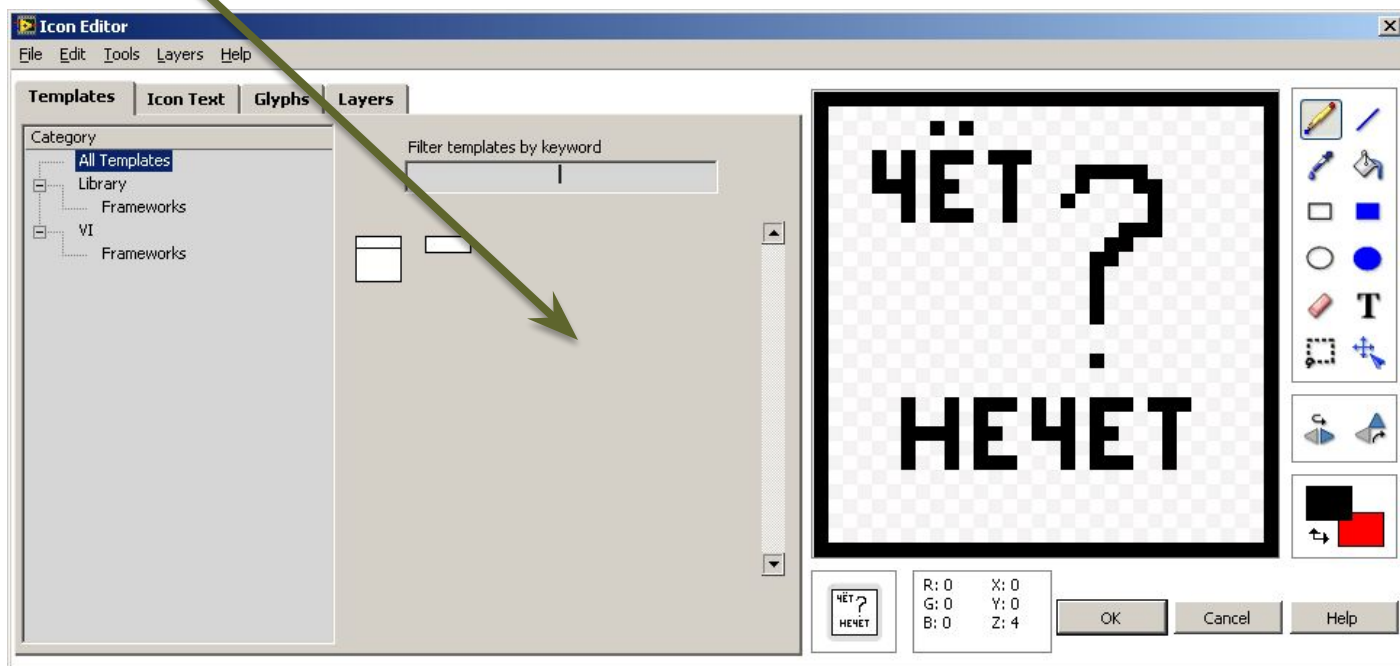 Icon Editor
File Edit Tools Layers Help
Templates Icon Text Glyphs Layers
Category
All Templates
Library
Frameworks
VI
Frameworks
Filter templates by keyword
ЧЁТ ?
НЕЧЕТ
T
ЧЁТ ?
НЕЧЁТ
R: 0 X: 0
G: 0 Y: 0
B: 0 Z: 4
OK Cancel Help